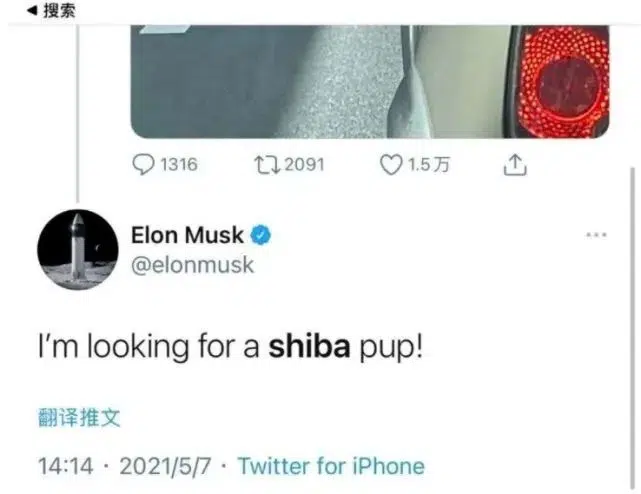 ◀ 搜索
1316 2091 1.5万
Elon Musk
@elonmusk
I'm looking for a shiba pup!
翻译推文
14:14 · 2021/5/7 · Twitter for iPhone